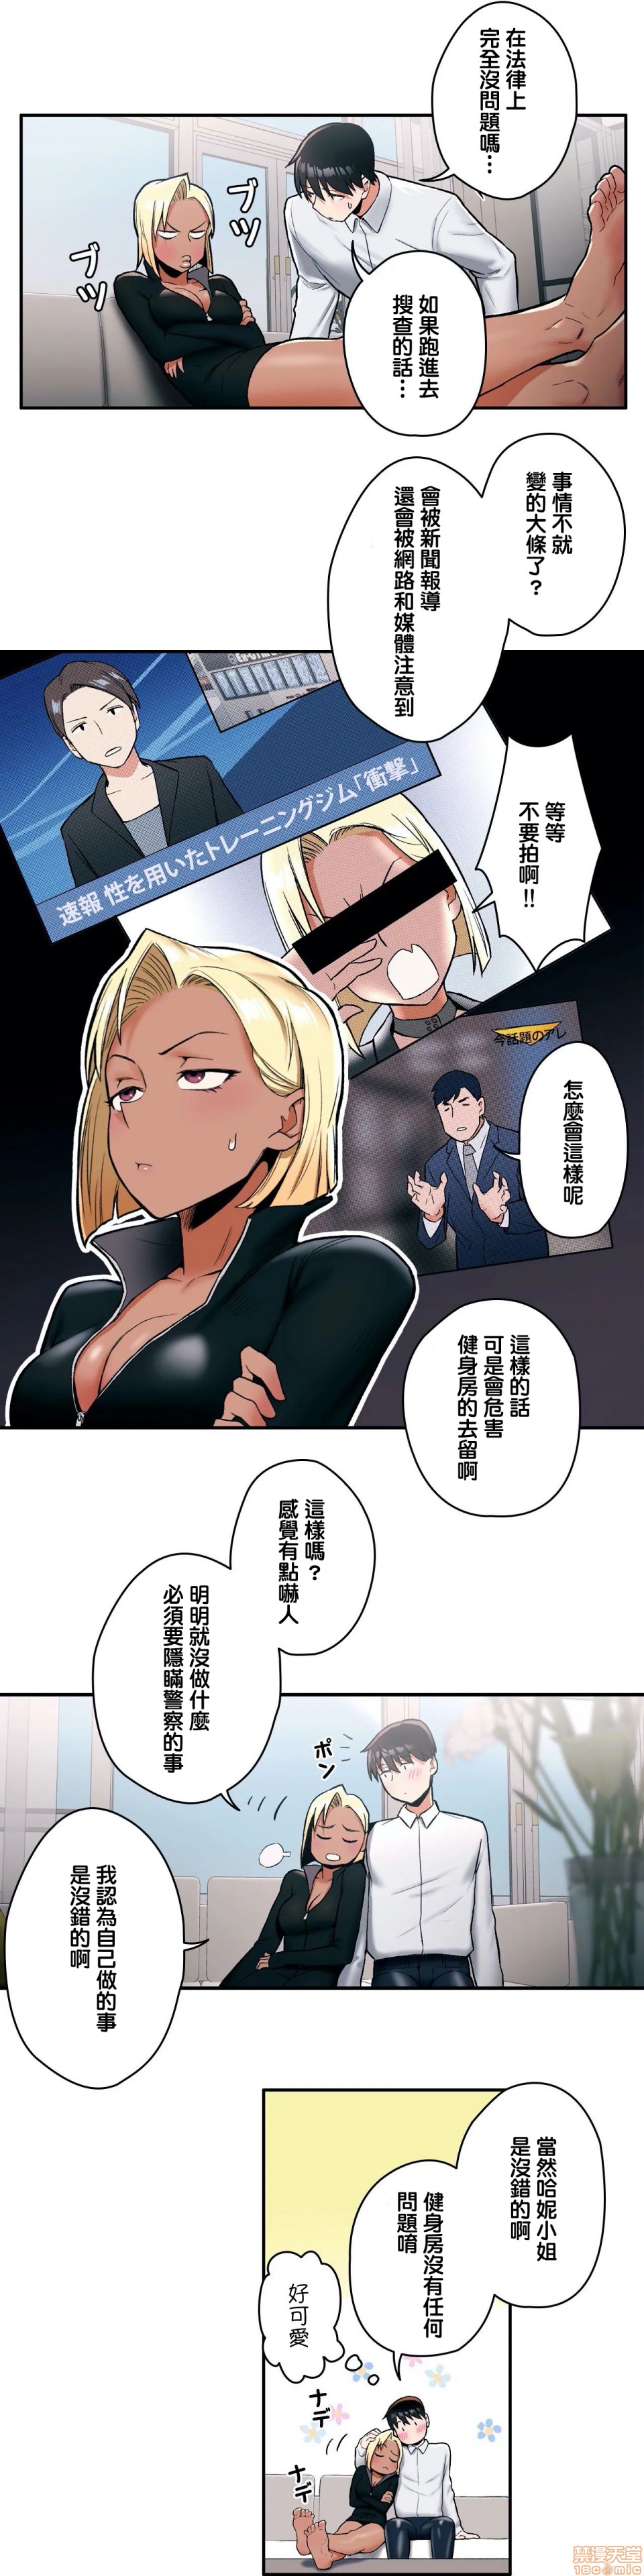 在法律上
完全沒問題嗎…
ブツ
ブツ
如果跑進去
搜查的話…
事情不就
變的大條了?
會被新聞報導
還會被網路和媒體注意到
速報 性を用いたトレーニングジム「衝撃」
等等
不要拍啊!!
今話題のアレ
怎麼會這樣呢
這樣的話
可是會危害
健身房的去留啊
這樣嗎?
感覺有點嚇人
明明就沒做什麼
必須要隱瞞警察的事
ポン
我認為自己做的事
是沒錯的啊
當然哈妮小姐
是沒錯的啊
健身房沒有任何
問題唷
好可愛
ナデ
ナデ
禁漫天堂
18comic